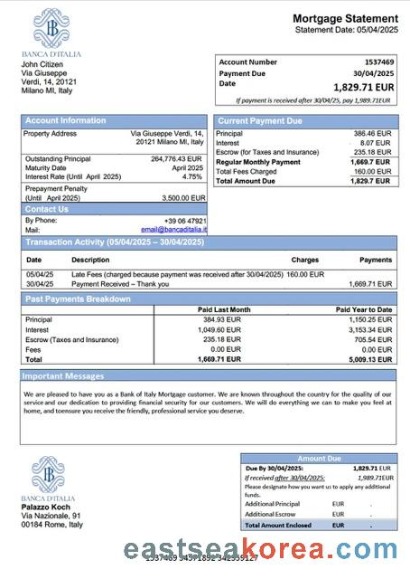 Mortgage Statement
Statement Date: 05/04/2025
BANCA D'ITALIA
John Citizen
Via Giuseppe
Verdi, 14, 20121
Milano MI, Italy
Account Number 1537469
Payment Due 30/04/2025
Date 1,829.71 EUR
If payment is received after 30/04/25, pay 1,989.71EUR
Account Information
Property Address Via Giuseppe Verdi, 14,
20121 Milano MI, Italy
Outstanding Principal 264,776.43 EUR
Maturity Date April 2025
Interest Rate (Until April 2025) 4.75%
Prepayment Penalty
(Until April 2025) 3,500.00 EUR
Contact Us
By Phone: +39 06 47921
Mail: email@bancaditalia.it
Current Payment Due
Principal 386.46 EUR
Interest 8.07 EUR
Escrow (for Taxes and Insurance) 235.18 EUR
Regular Monthly Payment 1,669.7 EUR
Total Fees Charged 160.00 EUR
Total Amount Due 1,829.7 EUR
Transaction Activity (05/04/2025 – 30/04/2025)
Date Description Charges Payments
05/04/25 Late Fees (charged because payment was received after 30/04/2025) 160.00 EUR
30/04/25 Payment Received – Thank you 1,669.71 EUR
Past Payments Breakdown
Paid Last Month Paid Year to Date
Principal 384.93 EUR 1,150.25 EUR
Interest 1,049.60 EUR 3,153.34 EUR
Escrow (Taxes and Insurance) 235.18 EUR 705.54 EUR
Fees 0.00 EUR 0.00 EUR
Total 1,669.71 EUR 5,009.13 EUR
Important Messages
We are pleased to have you as a Bank of Italy Mortgage customer. We are known throughout the country for the quality of our
service and our dedication to providing financial security for our customers. We will do everything we can to make you feel at
home, and toensure you receive the friendly, professional service you deserve.
BANCA D'ITALIA
Palazzo Koch
Via Nazionale, 91
00184 Rome, Italy
Amount Due
Due By 30/04/2025: 1,829.71 EUR
If received after 30/04/2025: 1,989.71EUR
Please designate how you want us to apply any additional
funds.
Additional Principal EUR .
Additional Escrow EUR .
Total Amount Enclosed EUR .
eastseakorea.com